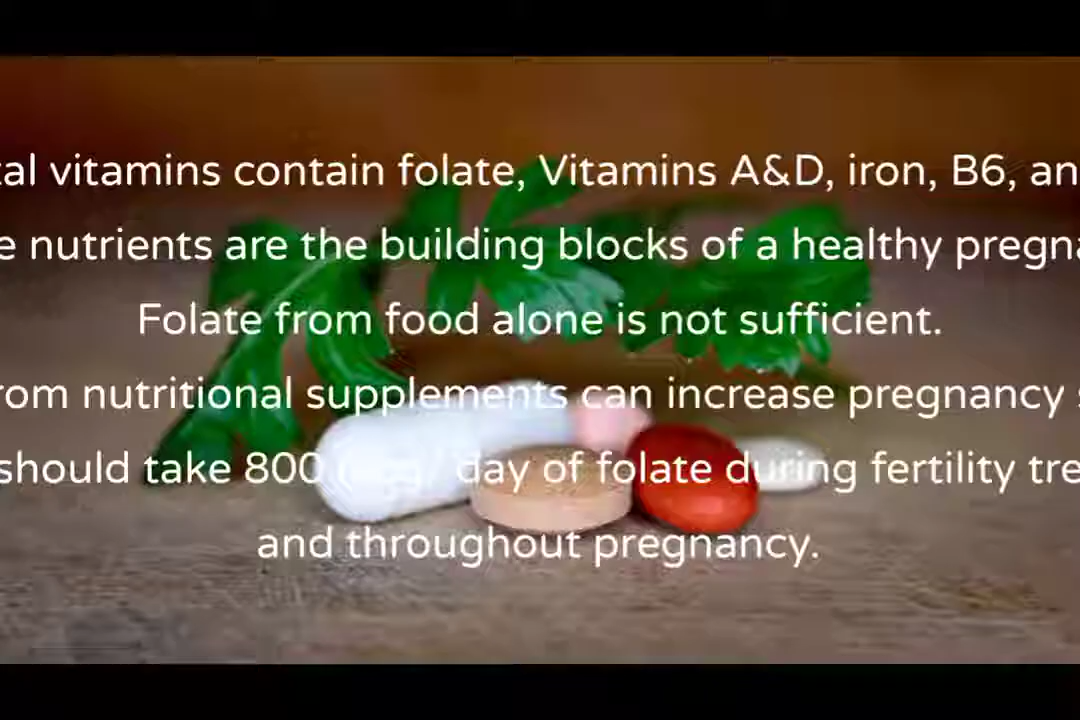 tal vitamins contain folate, Vitamins A&D, iron, B6, an
e nutrients are the building blocks of a healthy pregna
Folate from food alone is not sufficient.
rom nutritional supplements can increase pregnancy
should take 800 day of folate during fertility tre
and throughout pregnancy.